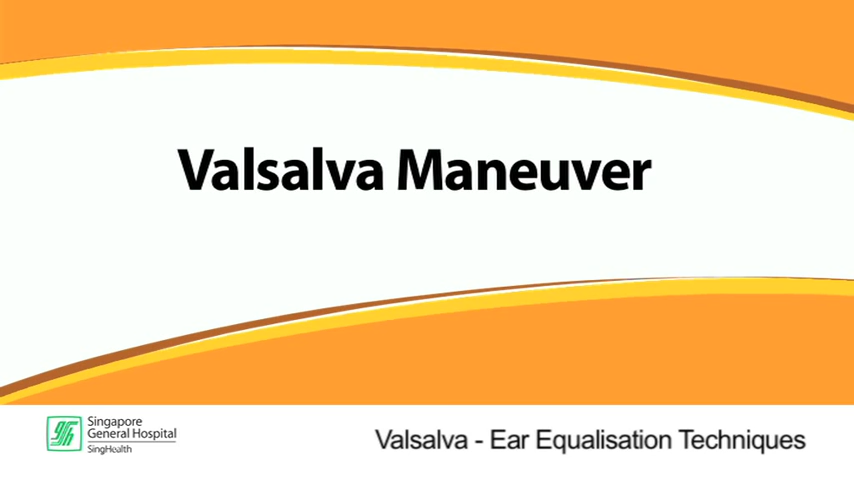 Valsalva Maneuver
Singapore
General Hospital
SingHealth
Valsalva - Ear Equalisation Techniques